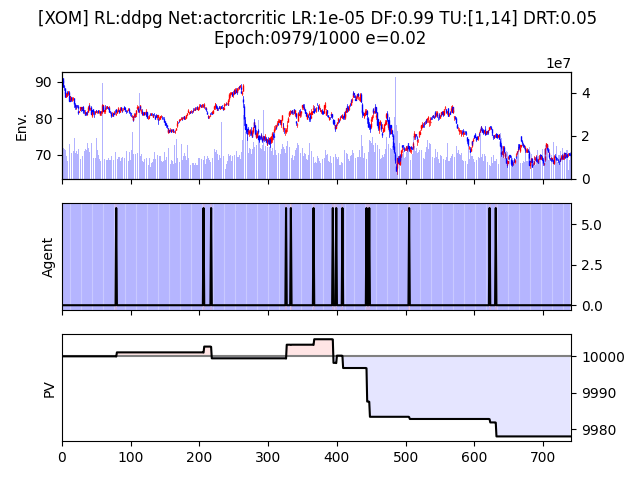 [XOM] RL:ddpg Net:actorcritic LR:1e-05 DF:0.99 TU:[1,14] DRT:0.05
Epoch:0979/1000 e=0.02
1e7
90
80
70
Env.
4
2
0
Agent
5.0
2.5
0.0
PV
10000
9990
9980
0 100 200 300 400 500 600 700